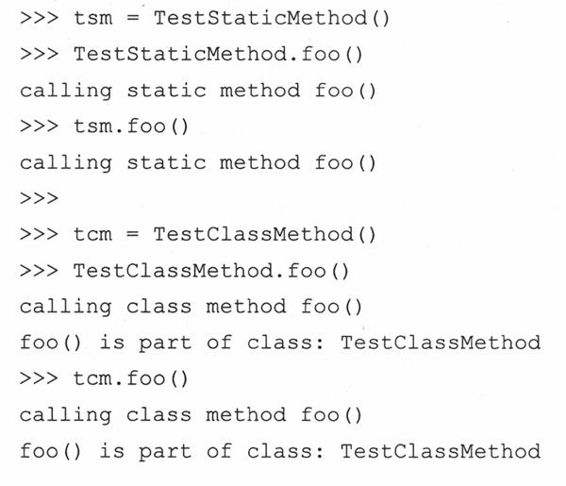 >>> tsm = TestStaticMethod()
>>> TestStaticMethod.foo()
calling static method foo()
>>> tsm.foo()
calling static method foo()
>>>
>>> tcm = TestClassMethod()
>>> TestClassMethod.foo()
calling class method foo()
foo() is part of class: TestClassMethod
>>> tcm.foo()
calling class method foo()
foo() is part of class: TestClassMethod